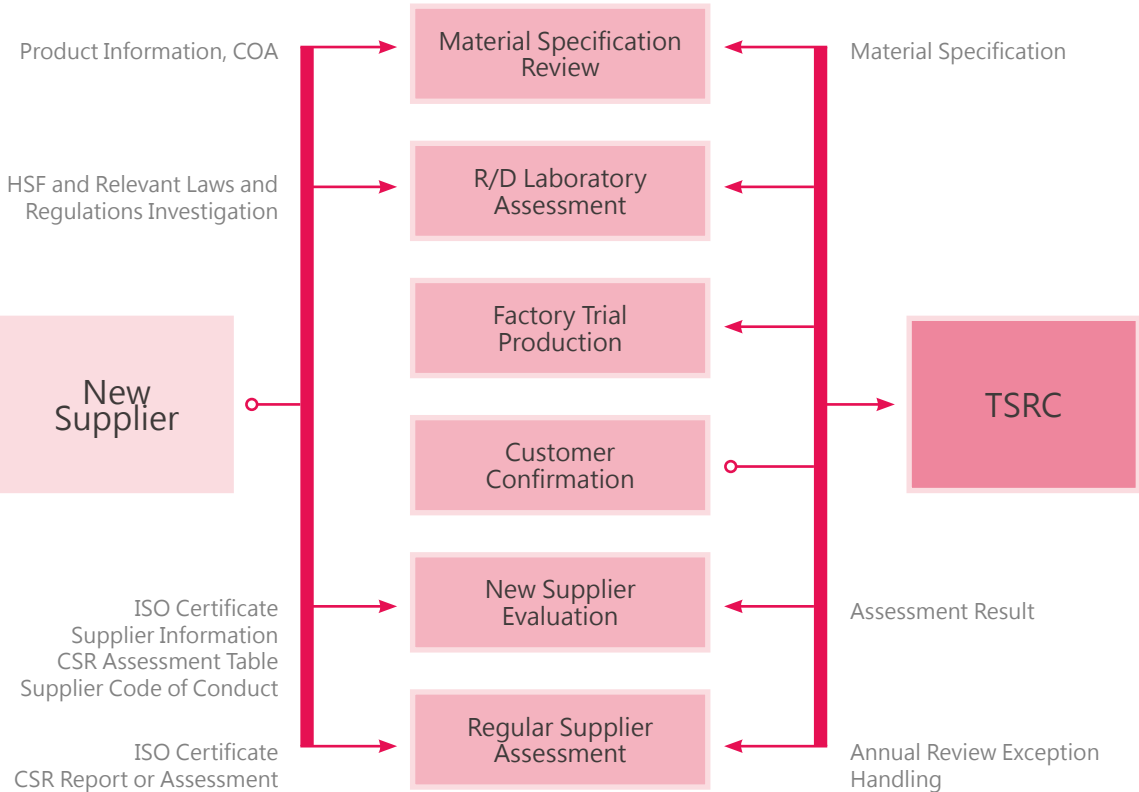 Product Information, COA
Material Specification
Review
Material Specification
HSF and Relevant Laws and
Regulations Investigation
R/D Laboratory
Assessment
Factory Trial
Production
New
Supplier
TSRC
Customer
Confirmation
ISO Certificate
Supplier Information
CSR Assessment Table
Supplier Code of Conduct
New Supplier
Evaluation
Assessment Result
ISO Certificate
CSR Report or Assessment
Regular Supplier
Assessment
Annual Review Exception
Handling